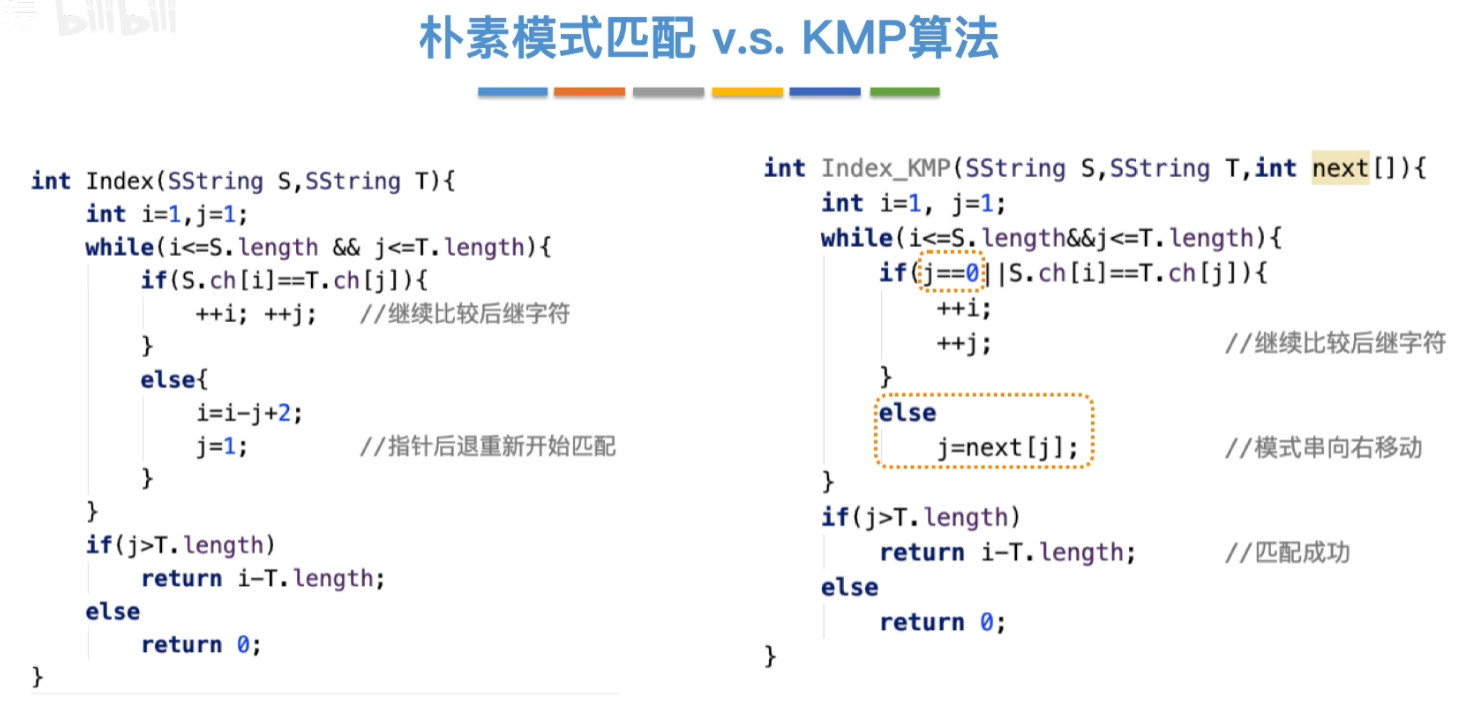 bilibili
朴素模式匹配 v.s. KMP算法
int Index(SString S,SString T){
    int i=1,j=1;
    while(i<=S.length && j<=T.length){
        if(S.ch[i]==T.ch[j]){
            ++i; ++j;   //继续比较后继字符
        }
        else{
            i=i-j+2;
            j=1;        //指针后退重新开始匹配
        }
    }
    if(j>T.length)
        return i-T.length;
    else
        return 0;
}
int Index_KMP(SString S,SString T,int next[]){
    int i=1, j=1;
    while(i<=S.length&&j<=T.length){
        if(j==0||S.ch[i]==T.ch[j]){
            ++i;
            ++j;                //继续比较后继字符
        }
        else
            j=next[j];          //模式串向右移动
    }
    if(j>T.length)
        return i-T.length;      //匹配成功
    else
        return 0;
}